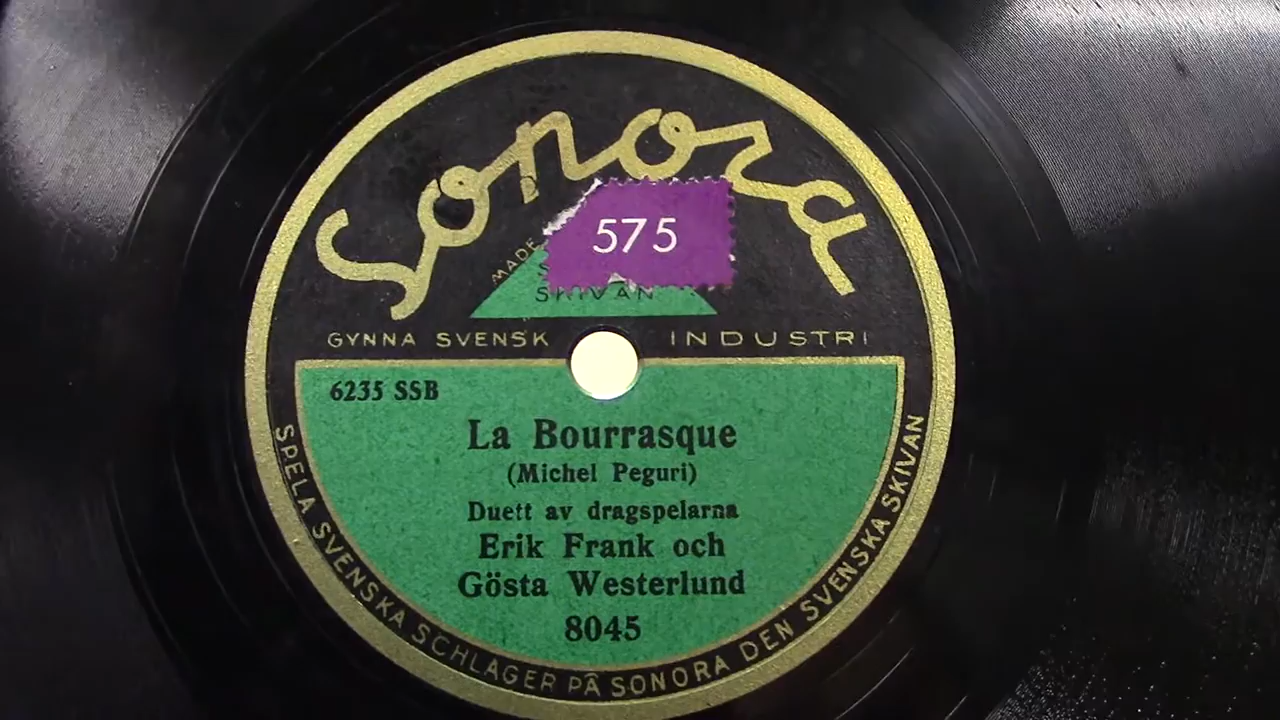 Sonora
575
MADE
SKIVAN
GYNNA SVENSK INDUSTRI
6235 SSB
La Bourrasque
(Michel Peguri)
Duett av dragspelarna
Erik Frank och
Gösta Westerlund
8045
SPELA SVENSKA SCHLAGER PÅ SONORA DEN SVENSKA SKIVAN